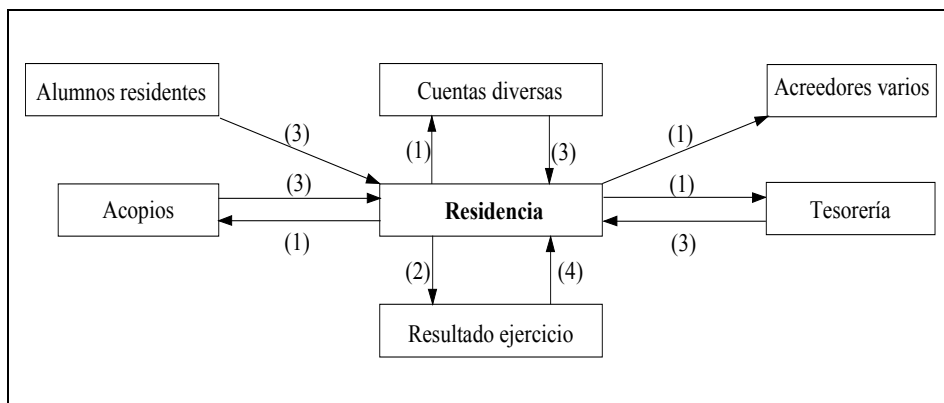 Alumnos residentes
Cuentas diversas
Acreedores varios
(3)
(1)
(3)
(1)
Acopios
(3)
(1)
Residencia
(1)
(3)
Tesorería
(2)
(4)
Resultado ejercicio